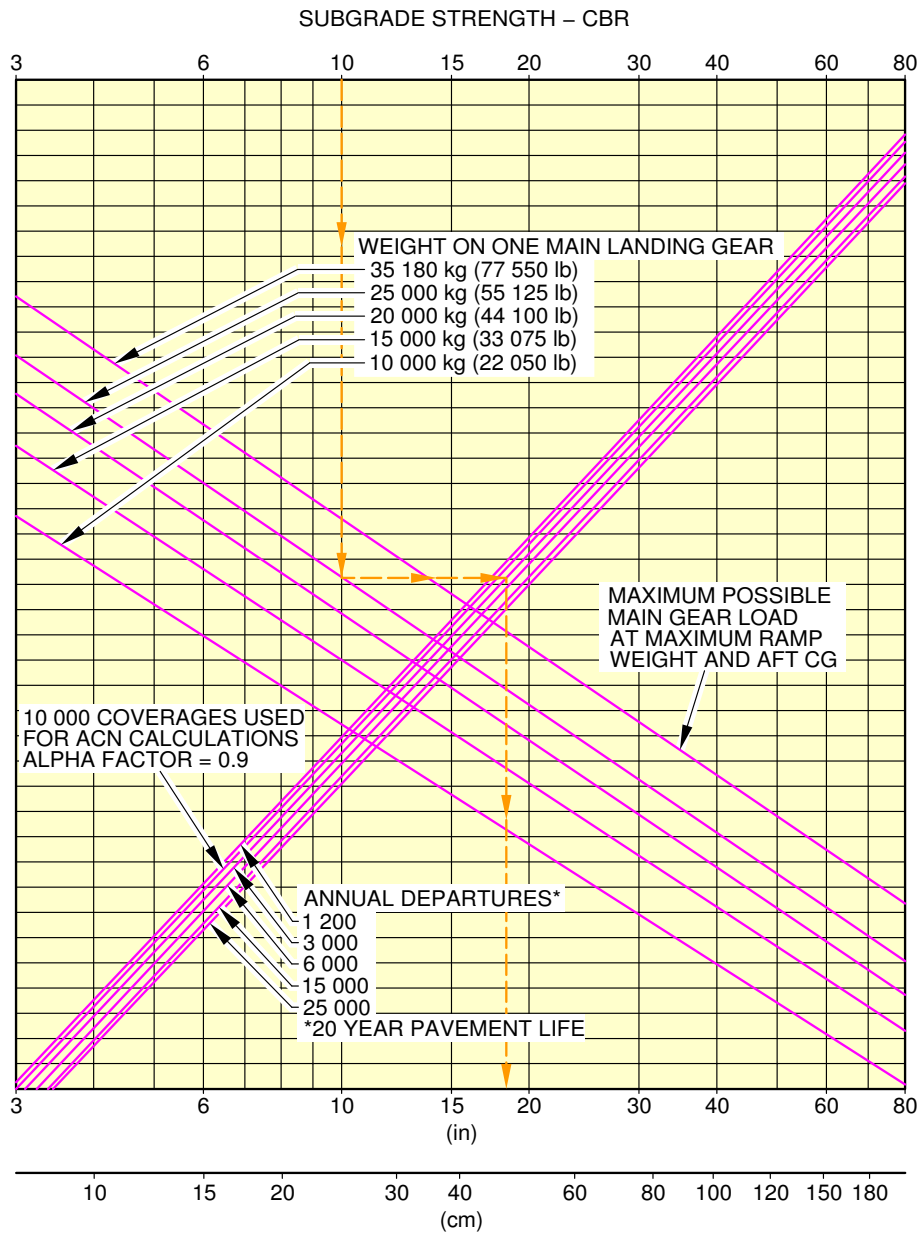 SUBGRADE STRENGTH – CBR
3 6 10 15 20 30 40 60 80
WEIGHT ON ONE MAIN LANDING GEAR
35 180 kg (77 550 lb)
25 000 kg (55 125 lb)
20 000 kg (44 100 lb)
15 000 kg (33 075 lb)
10 000 kg (22 050 lb)
MAXIMUM POSSIBLE
MAIN GEAR LOAD
AT MAXIMUM RAMP
WEIGHT AND AFT CG
10 000 COVERAGES USED
FOR ACN CALCULATIONS
ALPHA FACTOR = 0.9
ANNUAL DEPARTURES*
1 200
3 000
6 000
15 000
25 000
*20 YEAR PAVEMENT LIFE
3 6 10 15 20 30 40 60 80
(in)
10 15 20 30 40 60 80 100 120 150 180
(cm)